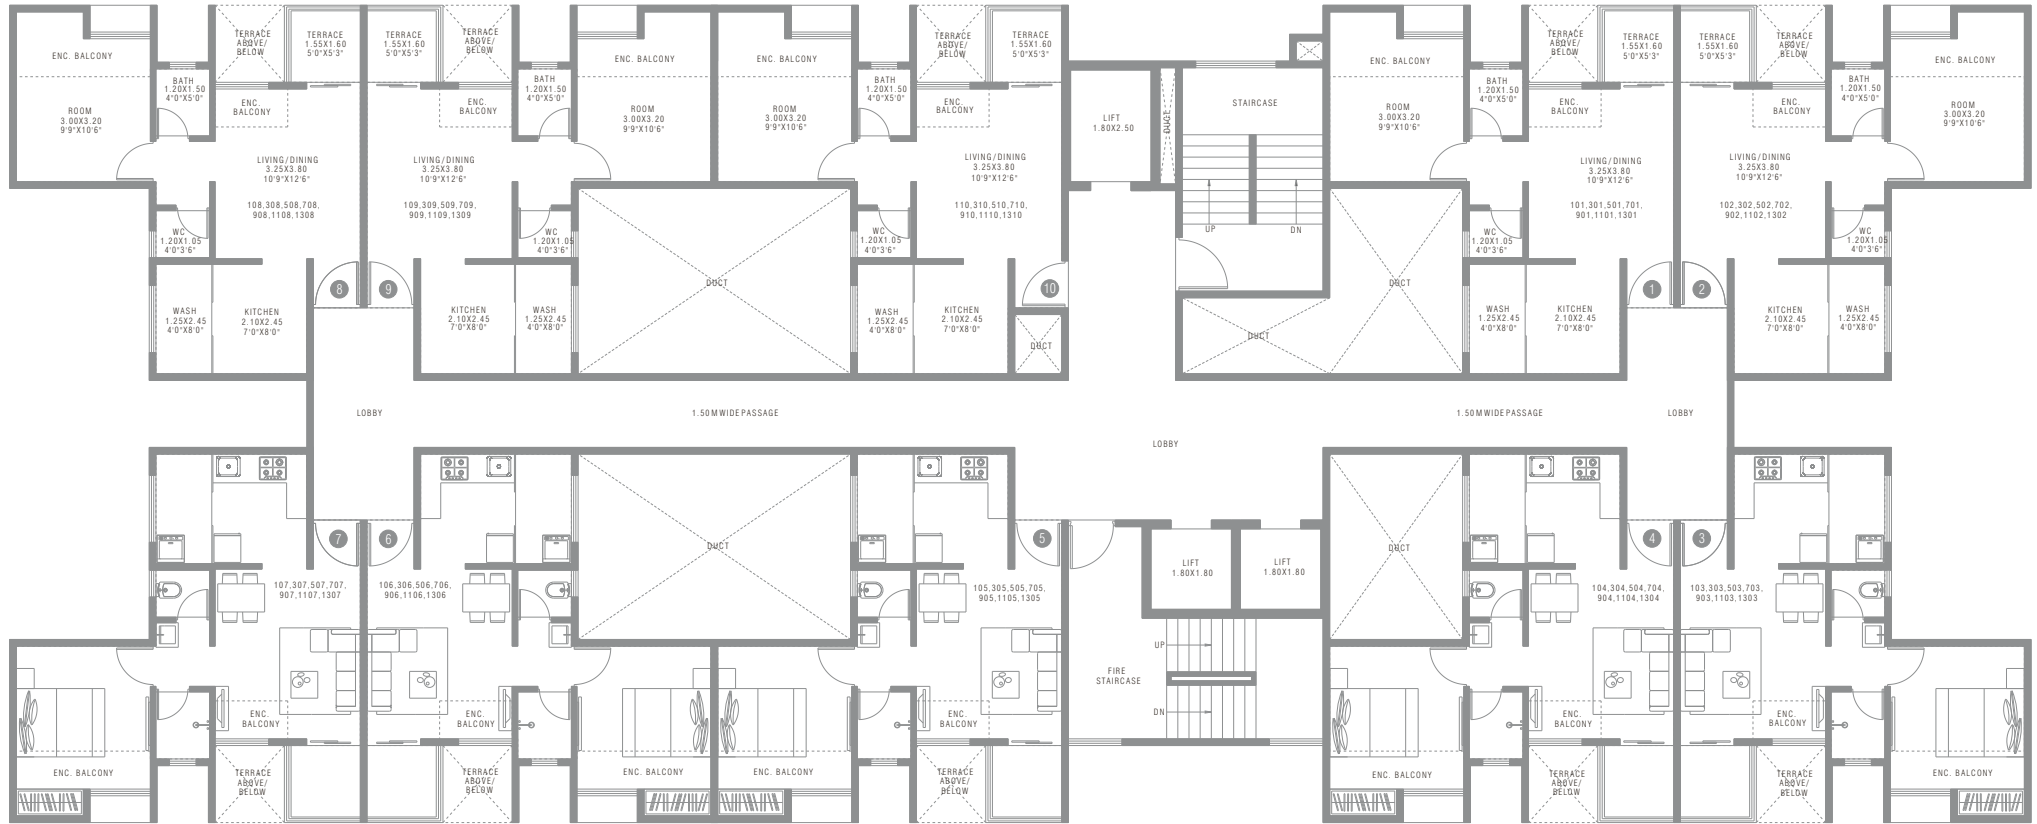 ENC. BALCONY
ROOM
3.00X3.20
9'9"X10'6"
BATH
1.20X1.50
4'0"X5'0"
TERRACE
ABOVE/
BELOW
TERRACE
1.55X1.60
5'0"X5'3"
ENC.
BALCONY
LIVING/DINING
3.25X3.80
10'9"X12'6"
108,308,508,708,
908,1108,1308
WC
1.20X1.05
4'0"3'6"
WASH
1.25X2.45
4'0"X8'0"
KITCHEN
2.10X2.45
7'0"X8'0"
8
TERRACE
1.55X1.60
5'0"X5'3"
TERRACE
ABOVE/
BELOW
ENC.
BALCONY
BATH
1.20X1.50
4'0"X5'0"
ENC. BALCONY
ROOM
3.00X3.20
9'9"X10'6"
LIVING/DINING
3.25X3.80
10'9"X12'6"
109,309,509,709,
909,1109,1309
WC
1.20X1.05
4'0"3'6"
9
KITCHEN
2.10X2.45
7'0"X8'0"
WASH
1.25X2.45
4'0"X8'0"
DUCT
ENC. BALCONY
ROOM
3.00X3.20
9'9"X10'6"
BATH
1.20X1.50
4'0"X5'0"
TERRACE
ABOVE/
BELOW
TERRACE
1.55X1.60
5'0"X5'3"
ENC.
BALCONY
LIVING/DINING
3.25X3.80
10'9"X12'6"
110,310,510,710,
910,1110,1310
WC
1.20X1.05
4'0"3'6"
WASH
1.25X2.45
4'0"X8'0"
KITCHEN
2.10X2.45
7'0"X8'0"
10
DUCT
LIFT
1.80X2.50
DUCT
STAIRCASE
UP
DN
DUCT
DUCT
ENC. BALCONY
ROOM
3.00X3.20
9'9"X10'6"
BATH
1.20X1.50
4'0"X5'0"
TERRACE
ABOVE/
BELOW
TERRACE
1.55X1.60
5'0"X5'3"
ENC.
BALCONY
LIVING/DINING
3.25X3.80
10'9"X12'6"
101,301,501,701,
901,1101,1301
WC
1.20X1.05
4'0"3'6"
WASH
1.25X2.45
4'0"X8'0"
KITCHEN
2.10X2.45
7'0"X8'0"
1
TERRACE
1.55X1.60
5'0"X5'3"
TERRACE
ABOVE/
BELOW
ENC.
BALCONY
BATH
1.20X1.50
4'0"X5'0"
ENC. BALCONY
ROOM
3.00X3.20
9'9"X10'6"
LIVING/DINING
3.25X3.80
10'9"X12'6"
102,302,502,702,
902,1102,1302
WC
1.20X1.05
4'0"3'6"
2
KITCHEN
2.10X2.45
7'0"X8'0"
WASH
1.25X2.45
4'0"X8'0"
LOBBY
1.50 M WIDE PASSAGE
LOBBY
1.50 M WIDE PASSAGE
LOBBY
7
107,307,507,707,
907,1107,1307
ENC.
BALCONY
ENC. BALCONY
TERRACE
ABOVE/
BELOW
6
106,306,506,706,
906,1106,1306
ENC.
BALCONY
TERRACE
ABOVE/
BELOW
ENC. BALCONY
DUCT
5
105,305,505,705,
905,1105,1305
ENC.
BALCONY
ENC. BALCONY
TERRACE
ABOVE/
BELOW
LIFT
1.80X1.80
LIFT
1.80X1.80
UP
FIRE
STAIRCASE
DN
DUCT
4
104,304,504,704,
904,1104,1304
ENC.
BALCONY
ENC. BALCONY
TERRACE
ABOVE/
BELOW
3
103,303,503,703,
903,1103,1303
ENC.
BALCONY
TERRACE
ABOVE/
BELOW
ENC. BALCONY